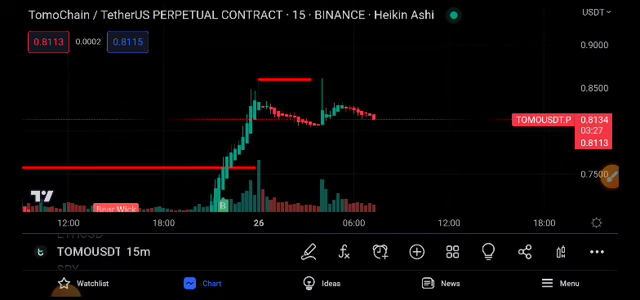 TomoChain / TetherUS PERPETUAL CONTRACT · 15 · BINANCE · Heikin Ashi
USDT
0.8113 0.0002 0.8115
0.9000
0.8500
TOMOUSDT.P 0.8134
03:27
0.8113
0.7500
Bear Wick
B
12:00 18:00 26 06:00 12:00 18:00
TOMOUSDT 15m
Watchlist Chart Ideas News Menu